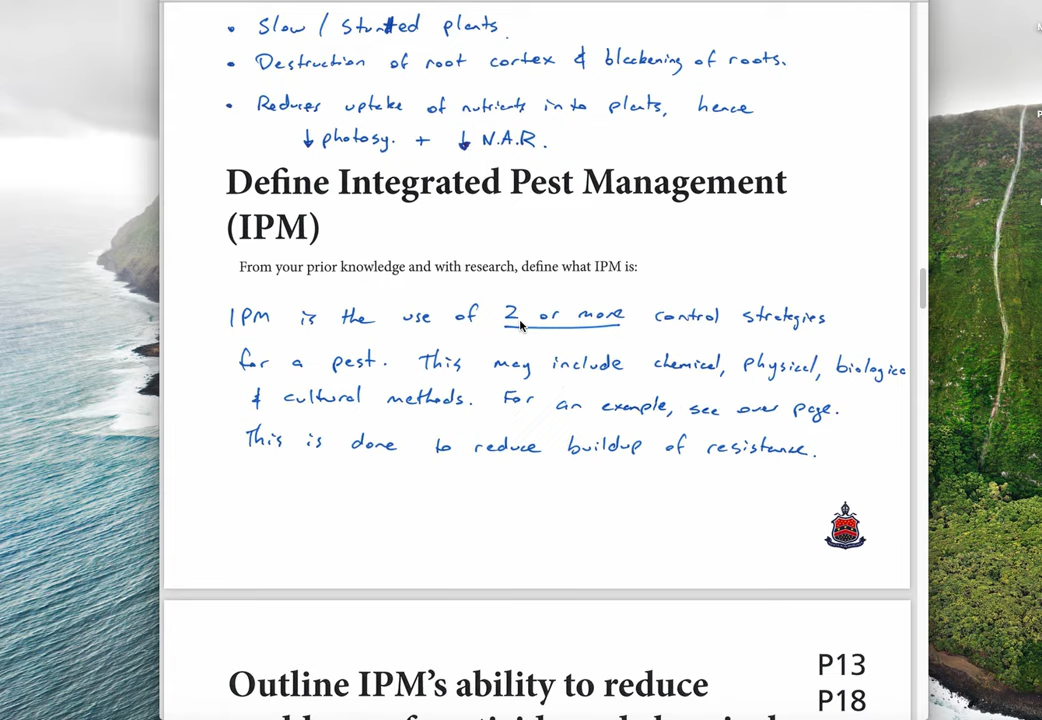 • Slow / Stunted plants.
• Destruction of root cortex & blackening of roots.
• Reduces uptake of nutrients into plants, hence
↓ photosy. + ↓ N.A.R.
Define Integrated Pest Management
(IPM)
From your prior knowledge and with research, define what IPM is:
IPM is the use of 2 or more control strategies
for a pest. This may include chemical, physical, biological
& cultural methods. For an example, see over page.
This is done to reduce buildup of resistance.
P13
Outline IPM's ability to reduce
P18